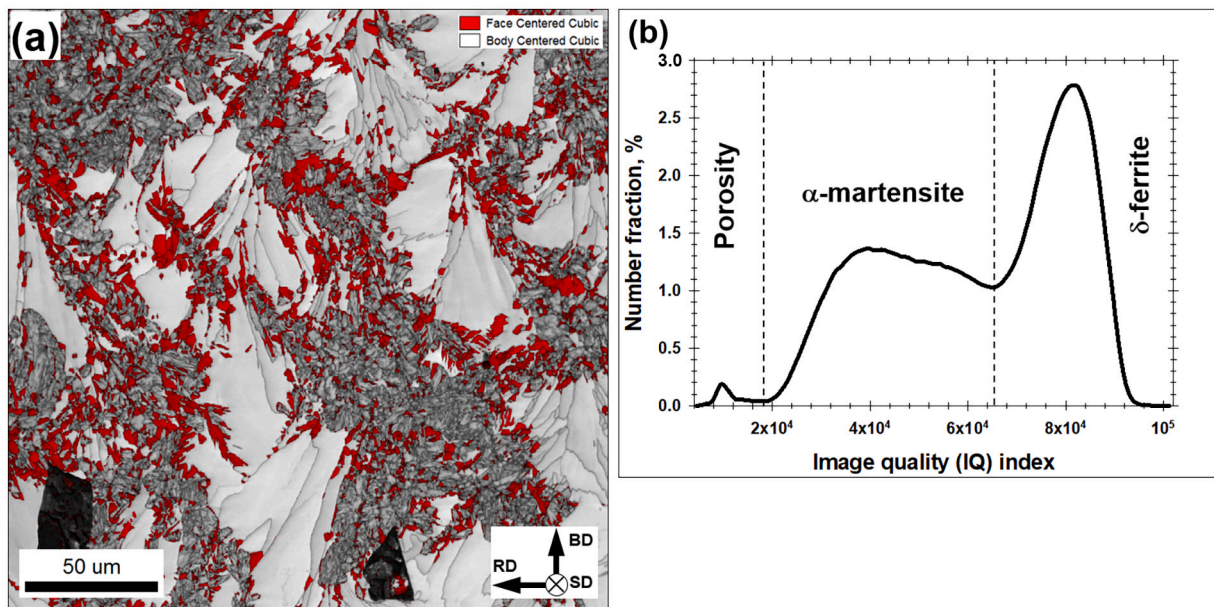 (a)
Face Centered Cubic
Body Centered Cubic
50 um
BD
RD
SD
(b)
3.0
2.5
2.0
1.5
1.0
0.5
0.0
Number fraction, %
Porosity
α-martensite
δ-ferrite
2x10⁴
4x10⁴
6x10⁴
8x10⁴
10⁵
Image quality (IQ) index